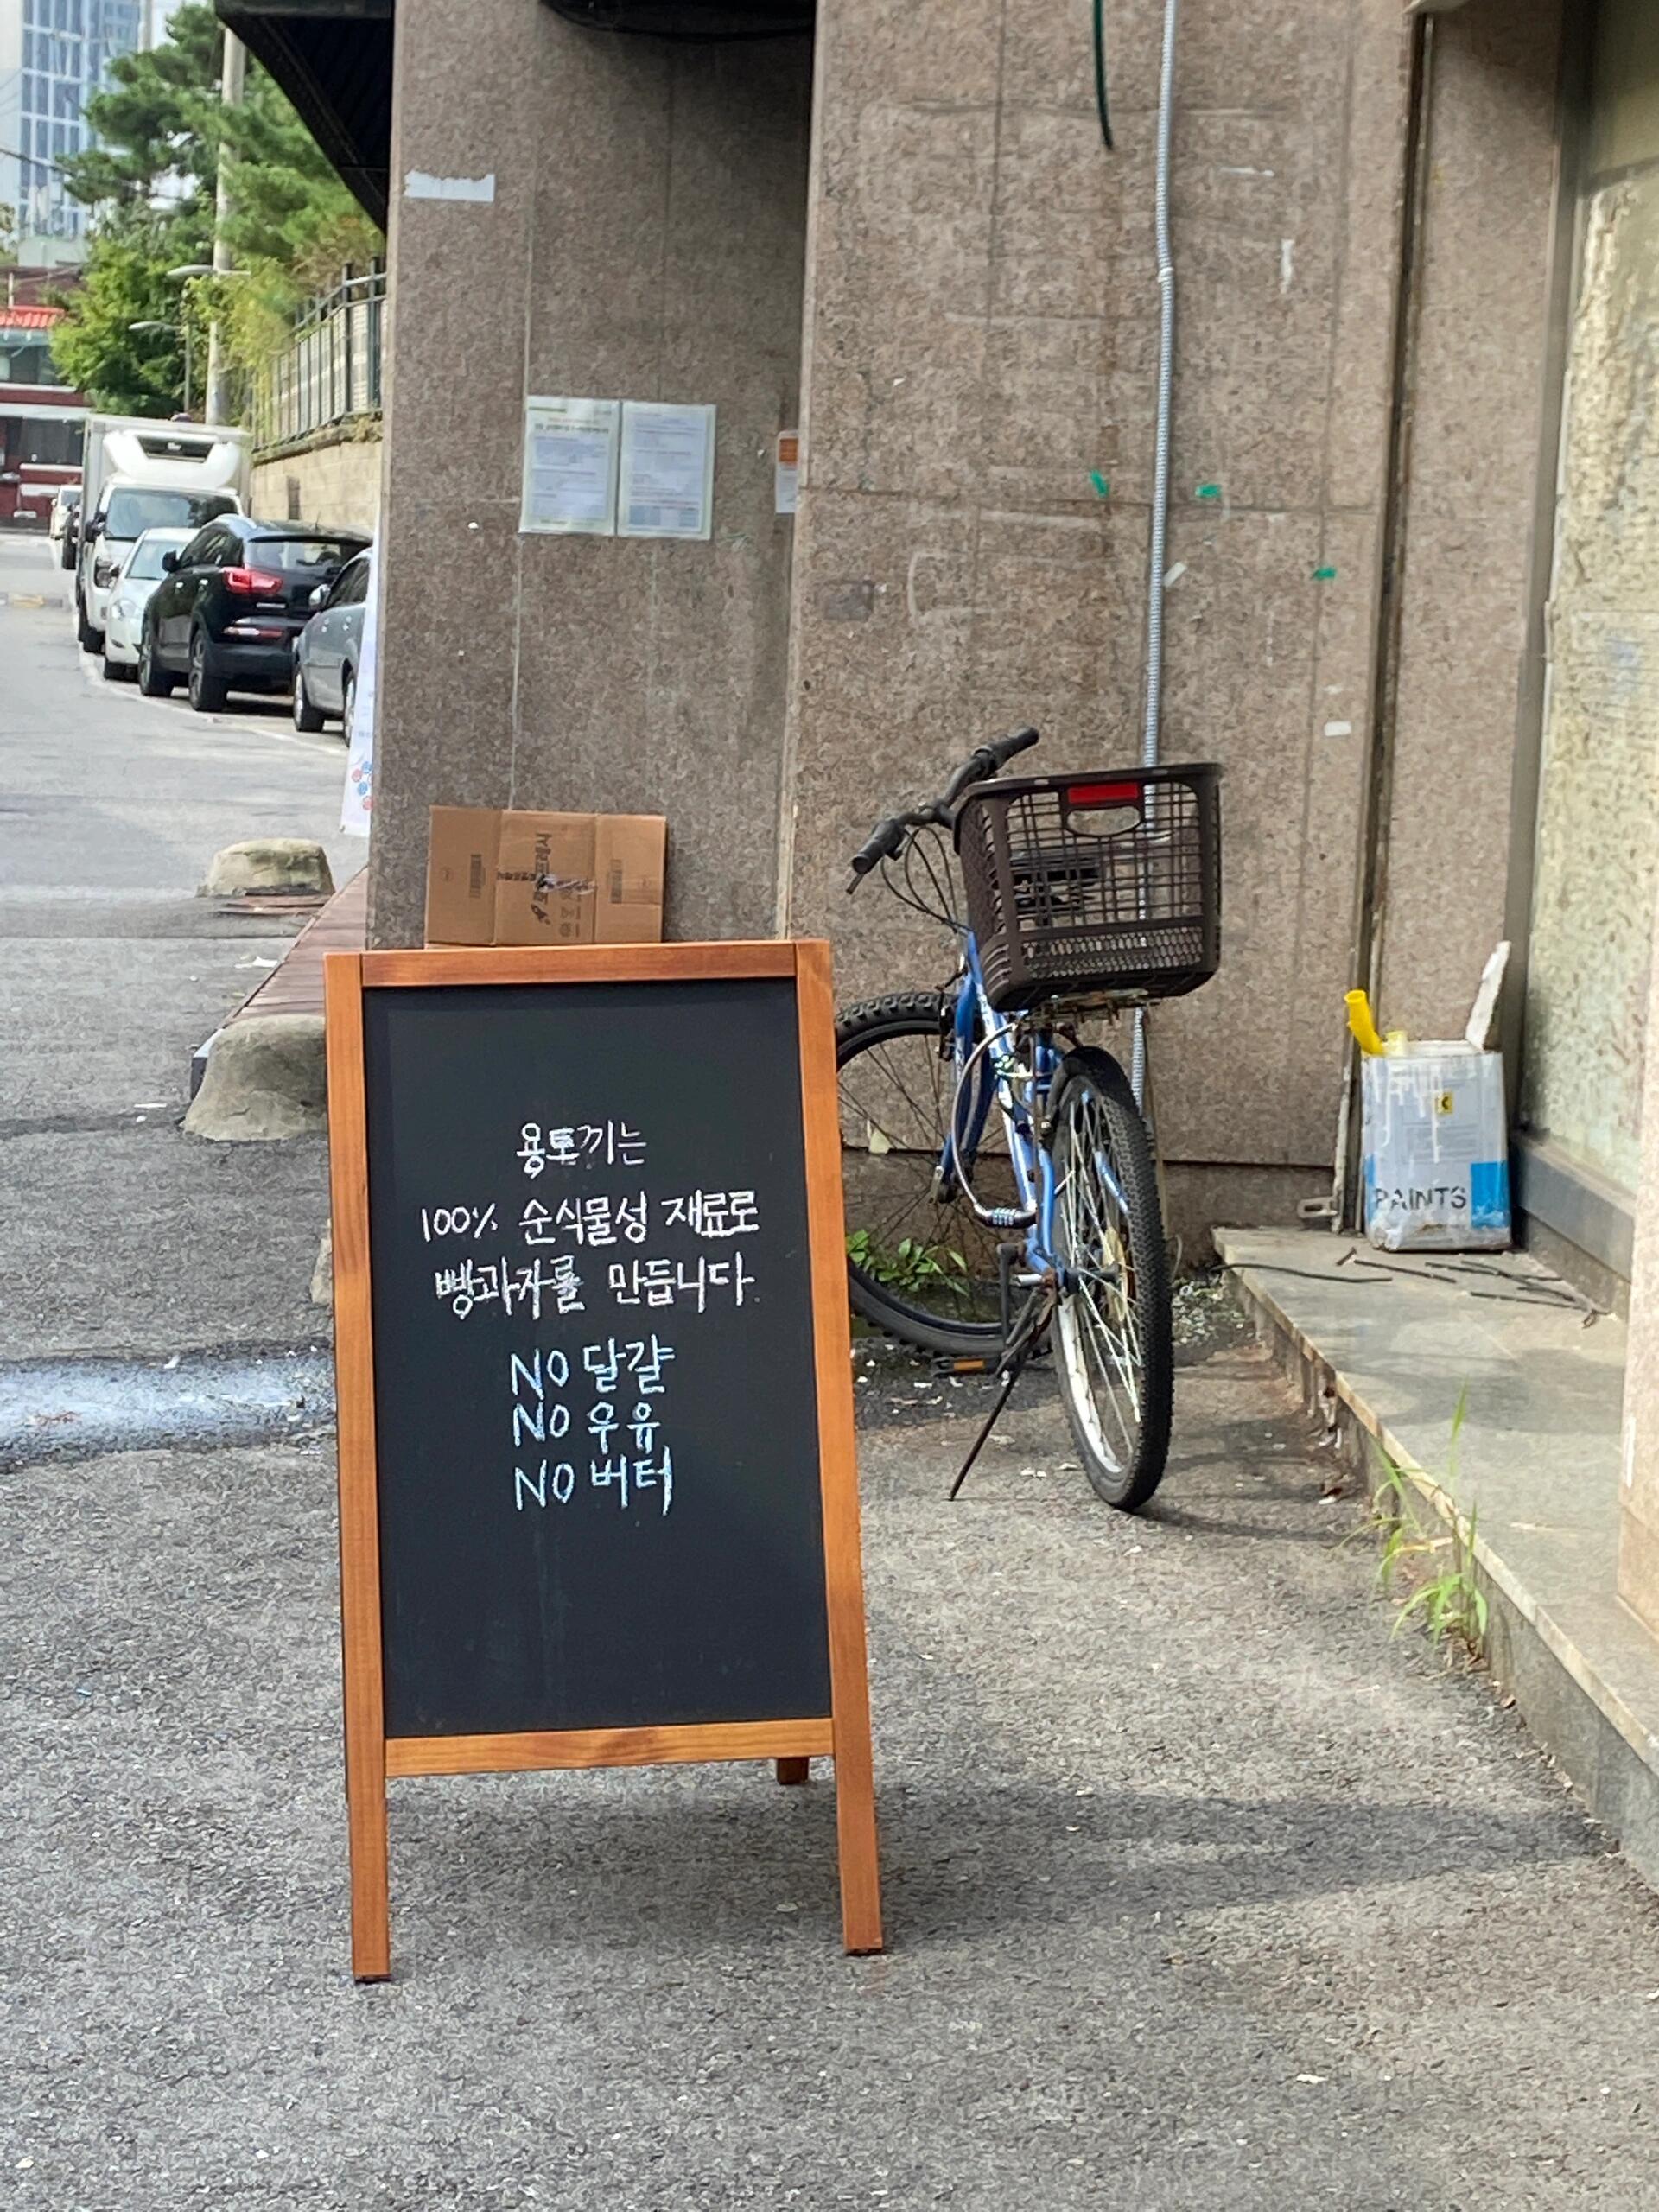 용토끼는
100% 순식물성 재료로
빵과자를 만듭니다.
NO 달걀
NO 우유
NO 버터
PAINTS